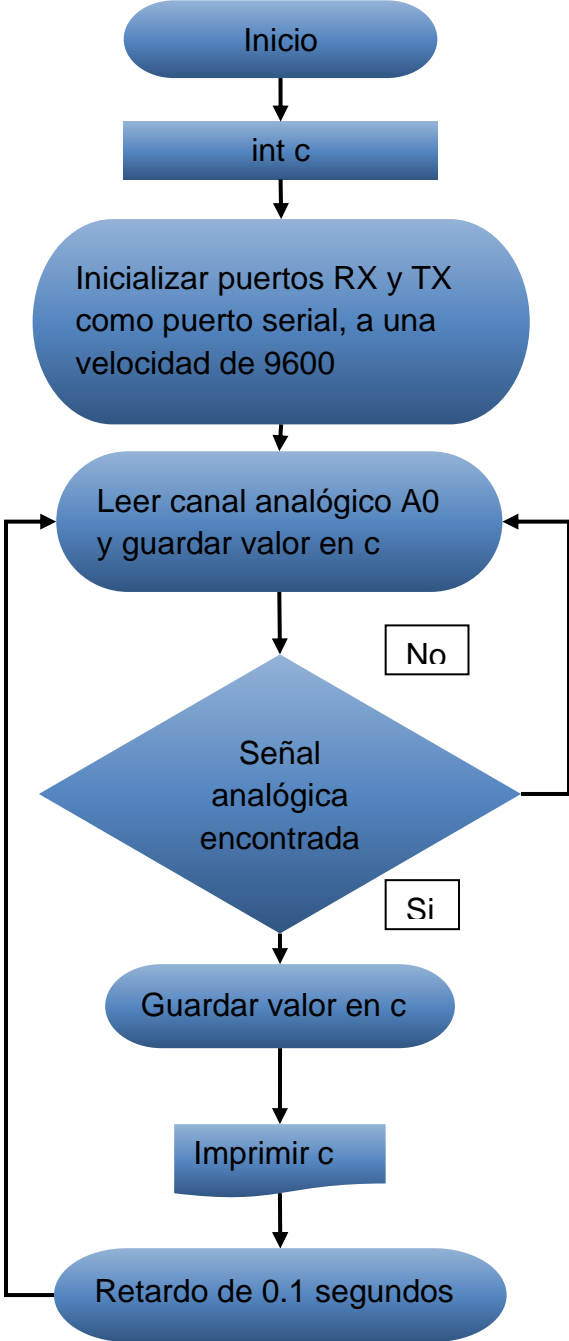 Inicio
int c
Inicializar puertos RX y TX
como puerto serial, a una
velocidad de 9600
Leer canal analógico A0
y guardar valor en c
No
Señal
analógica
encontrada
Si
Guardar valor en c
Imprimir c
Retardo de 0.1 segundos